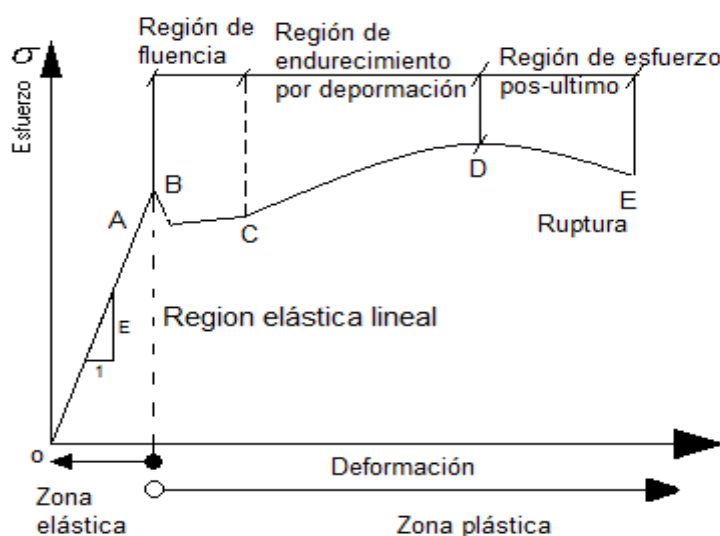 σ
Esfuerzo
Región de
fluencia
Región de
endurecimiento
por depormación
Región de esfuerzo
pos-ultimo
A
B
C
D
E
Ruptura
Region elástica lineal
E
1
o
Deformación
Zona
elástica
Zona plástica